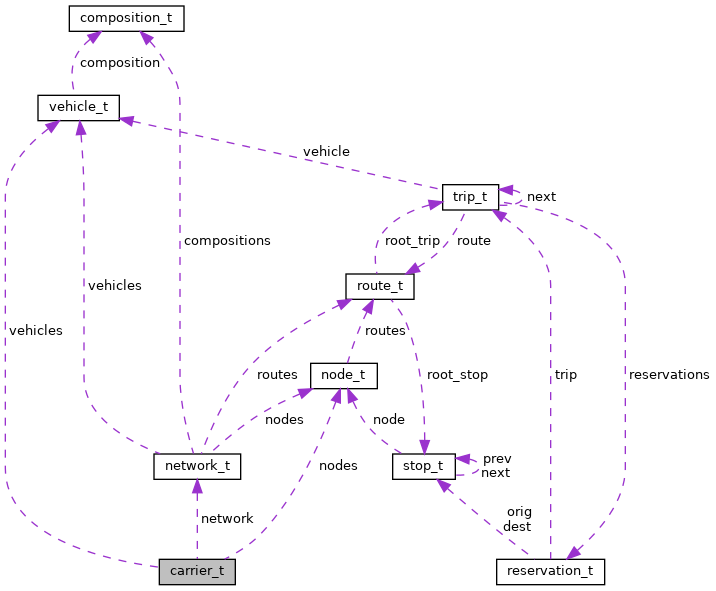 composition_t
composition
vehicle_t
vehicle
trip_t
next
root_trip
route
compositions
route_t
vehicles
vehicles
routes
routes
node_t
root_stop
trip
reservations
nodes
node
prev
next
network_t
nodes
stop_t
orig
dest
network
carrier_t
reservation_t